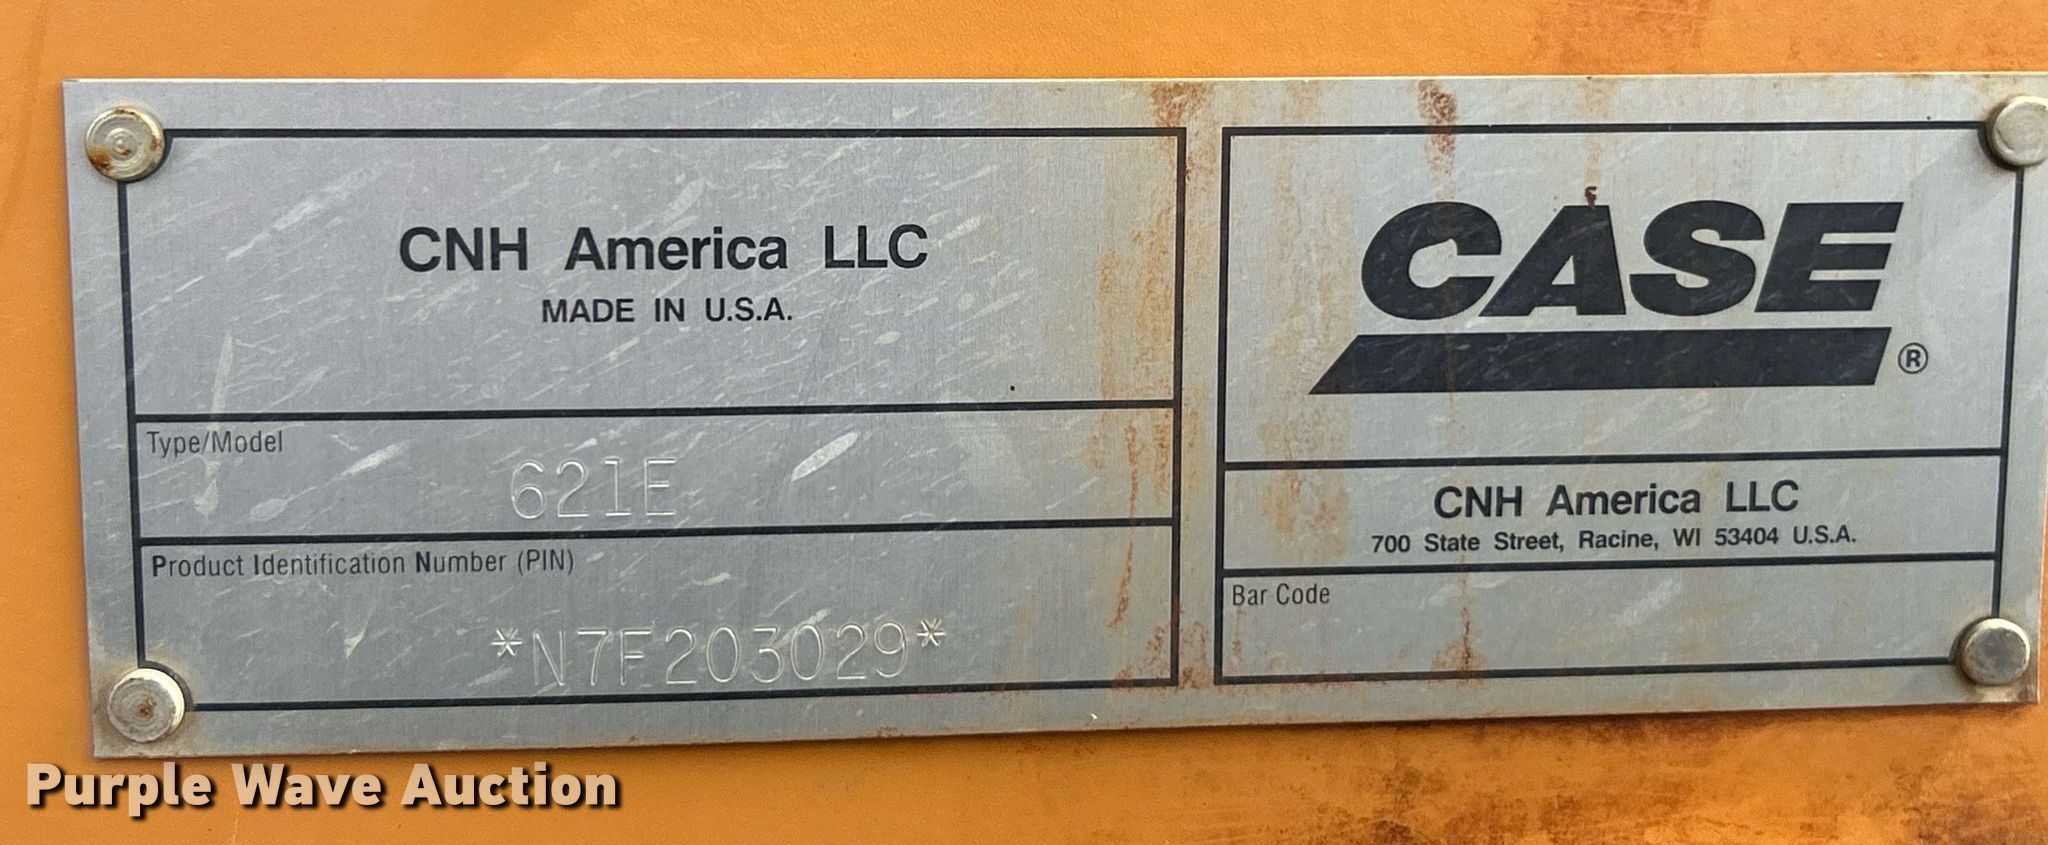 CNH America LLC
MADE IN U.S.A.
Type/Model
621E
Product Identification Number (PIN)
*N7F203029*
CASE®
CNH America LLC
700 State Street, Racine, WI 53404 U.S.A.
Bar Code
Purple Wave Auction